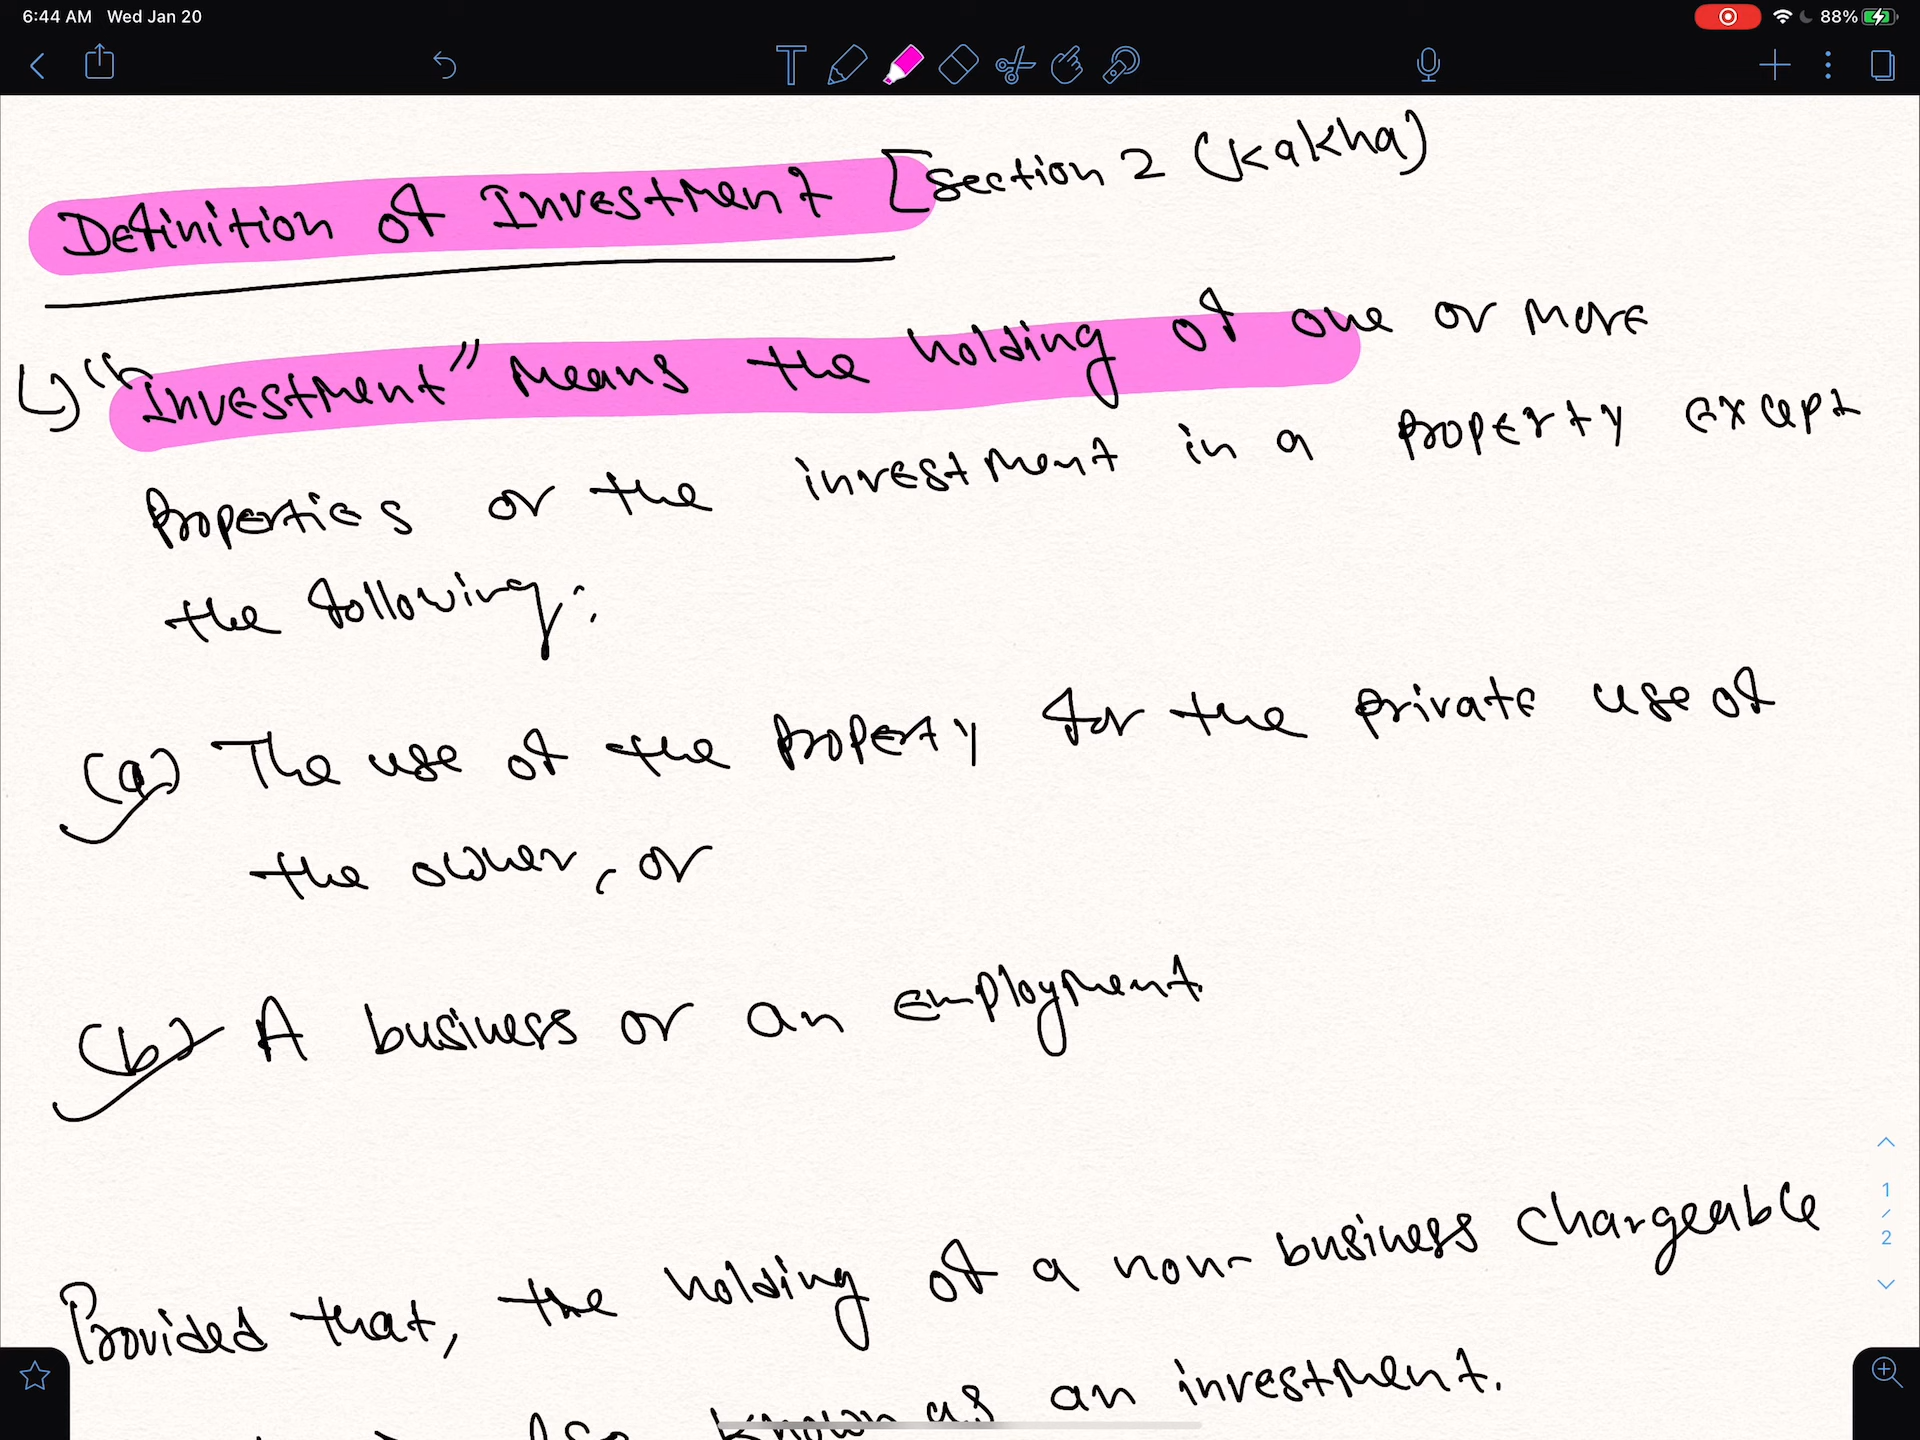 6:44 AM Wed Jan 20
88%
Definition of Investment [Section 2 (Kakha)
"Investment" means the holding of one or more
properties or the investment in a property except
the following:
(a) The use of the property for the private use of
the owner, or
(b) A business or an employment.
Provided that, the holding of a non-business chargeable
known as an investment.
1
/
2